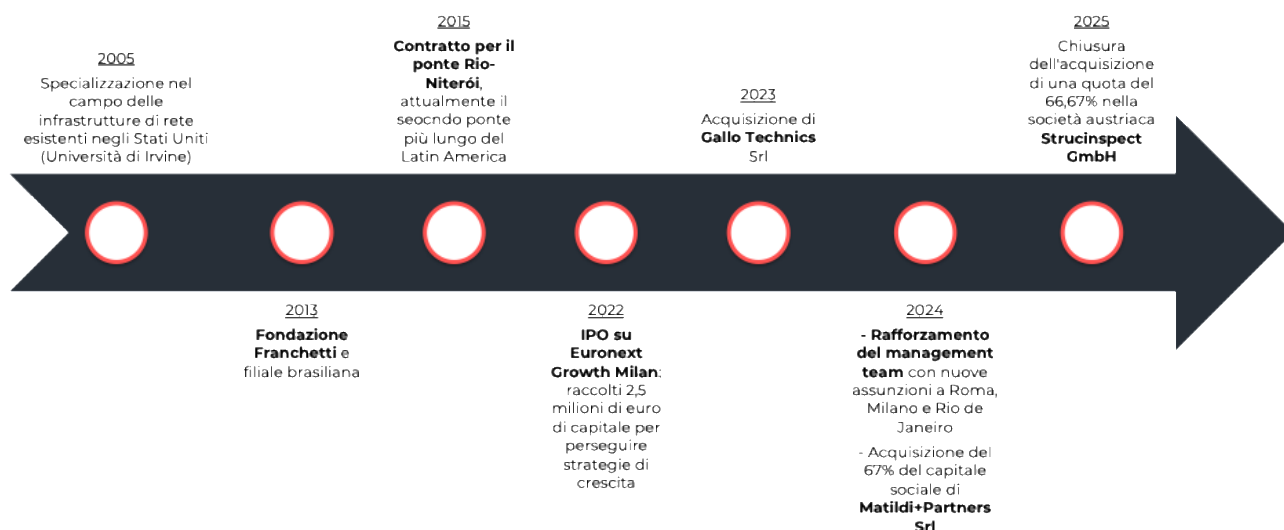 2005
Specializzazione nel
campo delle
infrastrutture di rete
esistenti negli Stati Uniti
(Università di Irvine)
2013
Fondazione
Franchetti e
filiale brasiliana
2015
Contratto per il
ponte Rio-
Niterói,
attualmente il
seocndo ponte
più lungo del
Latin America
2022
IPO su
Euronext
Growth Milan:
raccolti 2,5
milioni di euro
di capitale per
perseguire
strategie di
crescita
2023
Acquisizione di
Gallo Technics
Srl
2024
- Rafforzamento
del management
team con nuove
assunzioni a Roma,
Milano e Rio de
Janeiro
- Acquisizione del
67% del capitale
sociale di
Matildi+Partners
Srl
2025
Chiusura
dell'acquisizione
di una quota del
66,67% nella
società austriaca
Strucinspect
GmbH